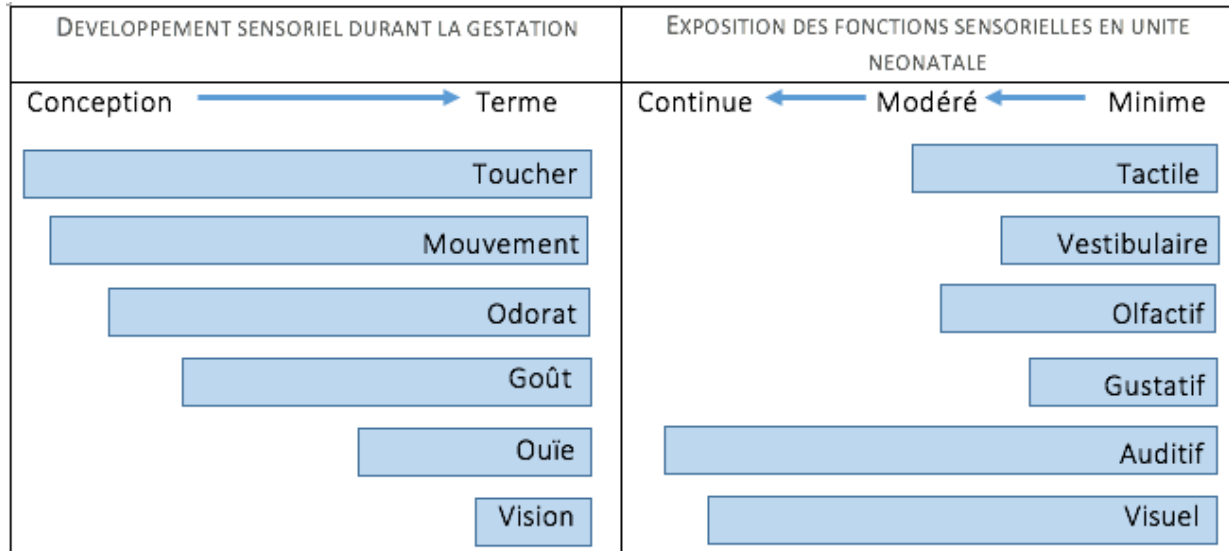 DEVELOPPEMENT SENSORIEL DURANT LA GESTATION
EXPOSITION DES FONCTIONS SENSORIELLES EN UNITE
NEONATALE
Conception Terme
Continue Modéré Minime
Toucher
Tactile
Mouvement
Vestibulaire
Odorat
Olfactif
Goût
Gustatif
Ouïe
Auditif
Vision
Visuel